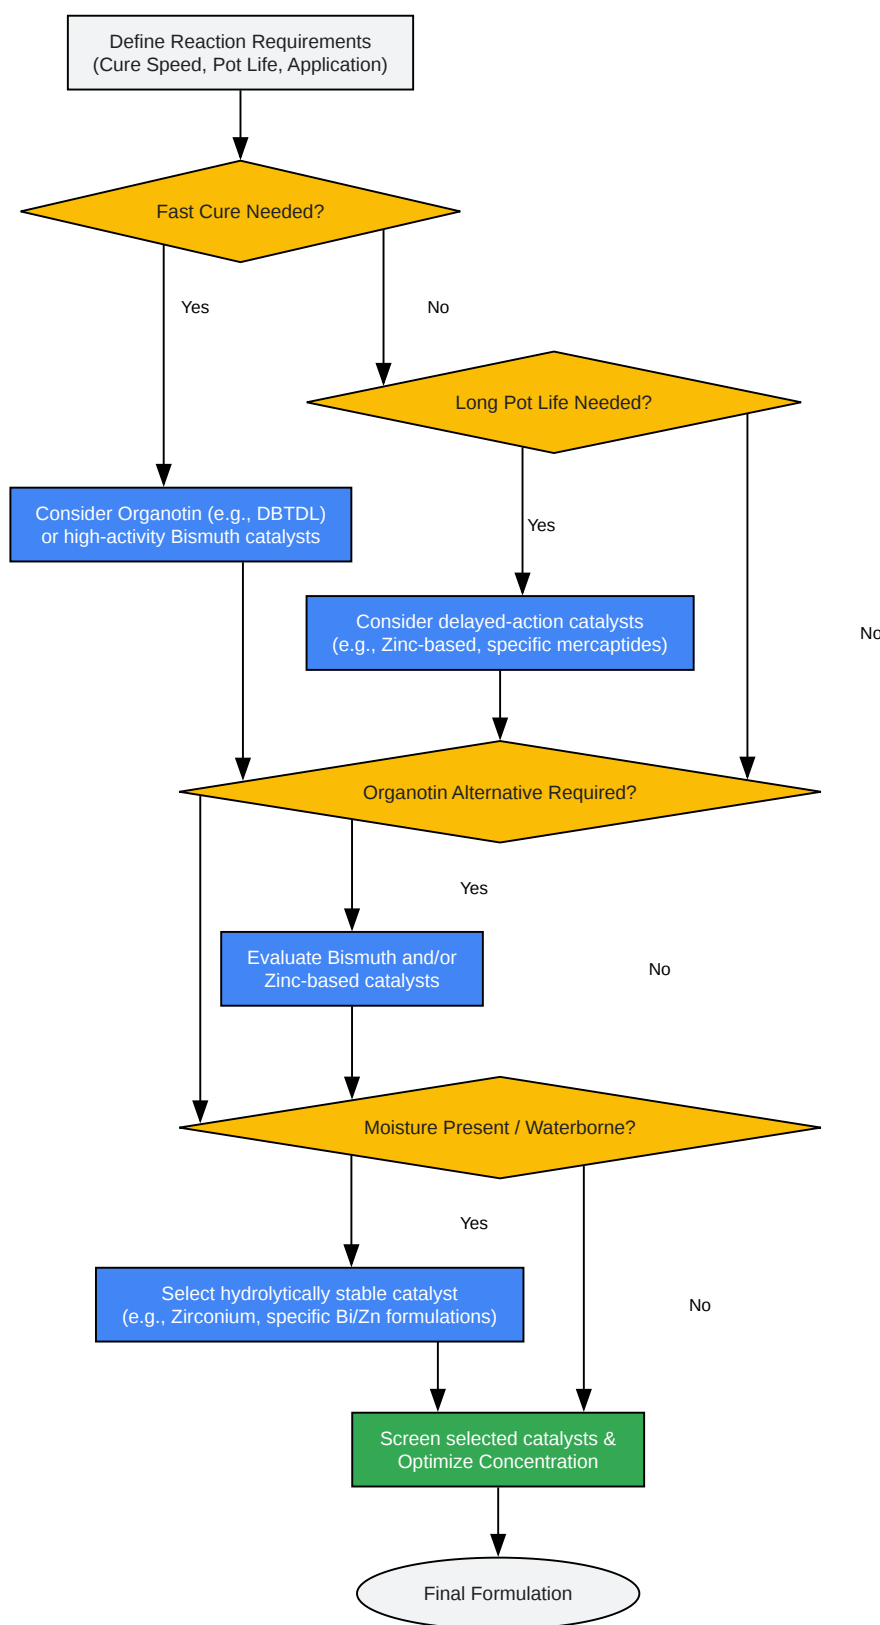 Define Reaction Requirements
(Cure Speed, Pot Life, Application)
Fast Cure Needed?
Yes
No
Long Pot Life Needed?
Consider Organotin (e.g., DBTDL)
or high-activity Bismuth catalysts
Yes
Consider delayed-action catalysts
(e.g., Zinc-based, specific mercaptides)
No
Organotin Alternative Required?
Yes
Evaluate Bismuth and/or
Zinc-based catalysts
No
Moisture Present / Waterborne?
Yes
Select hydrolytically stable catalyst
(e.g., Zirconium, specific Bi/Zn formulations)
No
Screen selected catalysts &
Optimize Concentration
Final Formulation